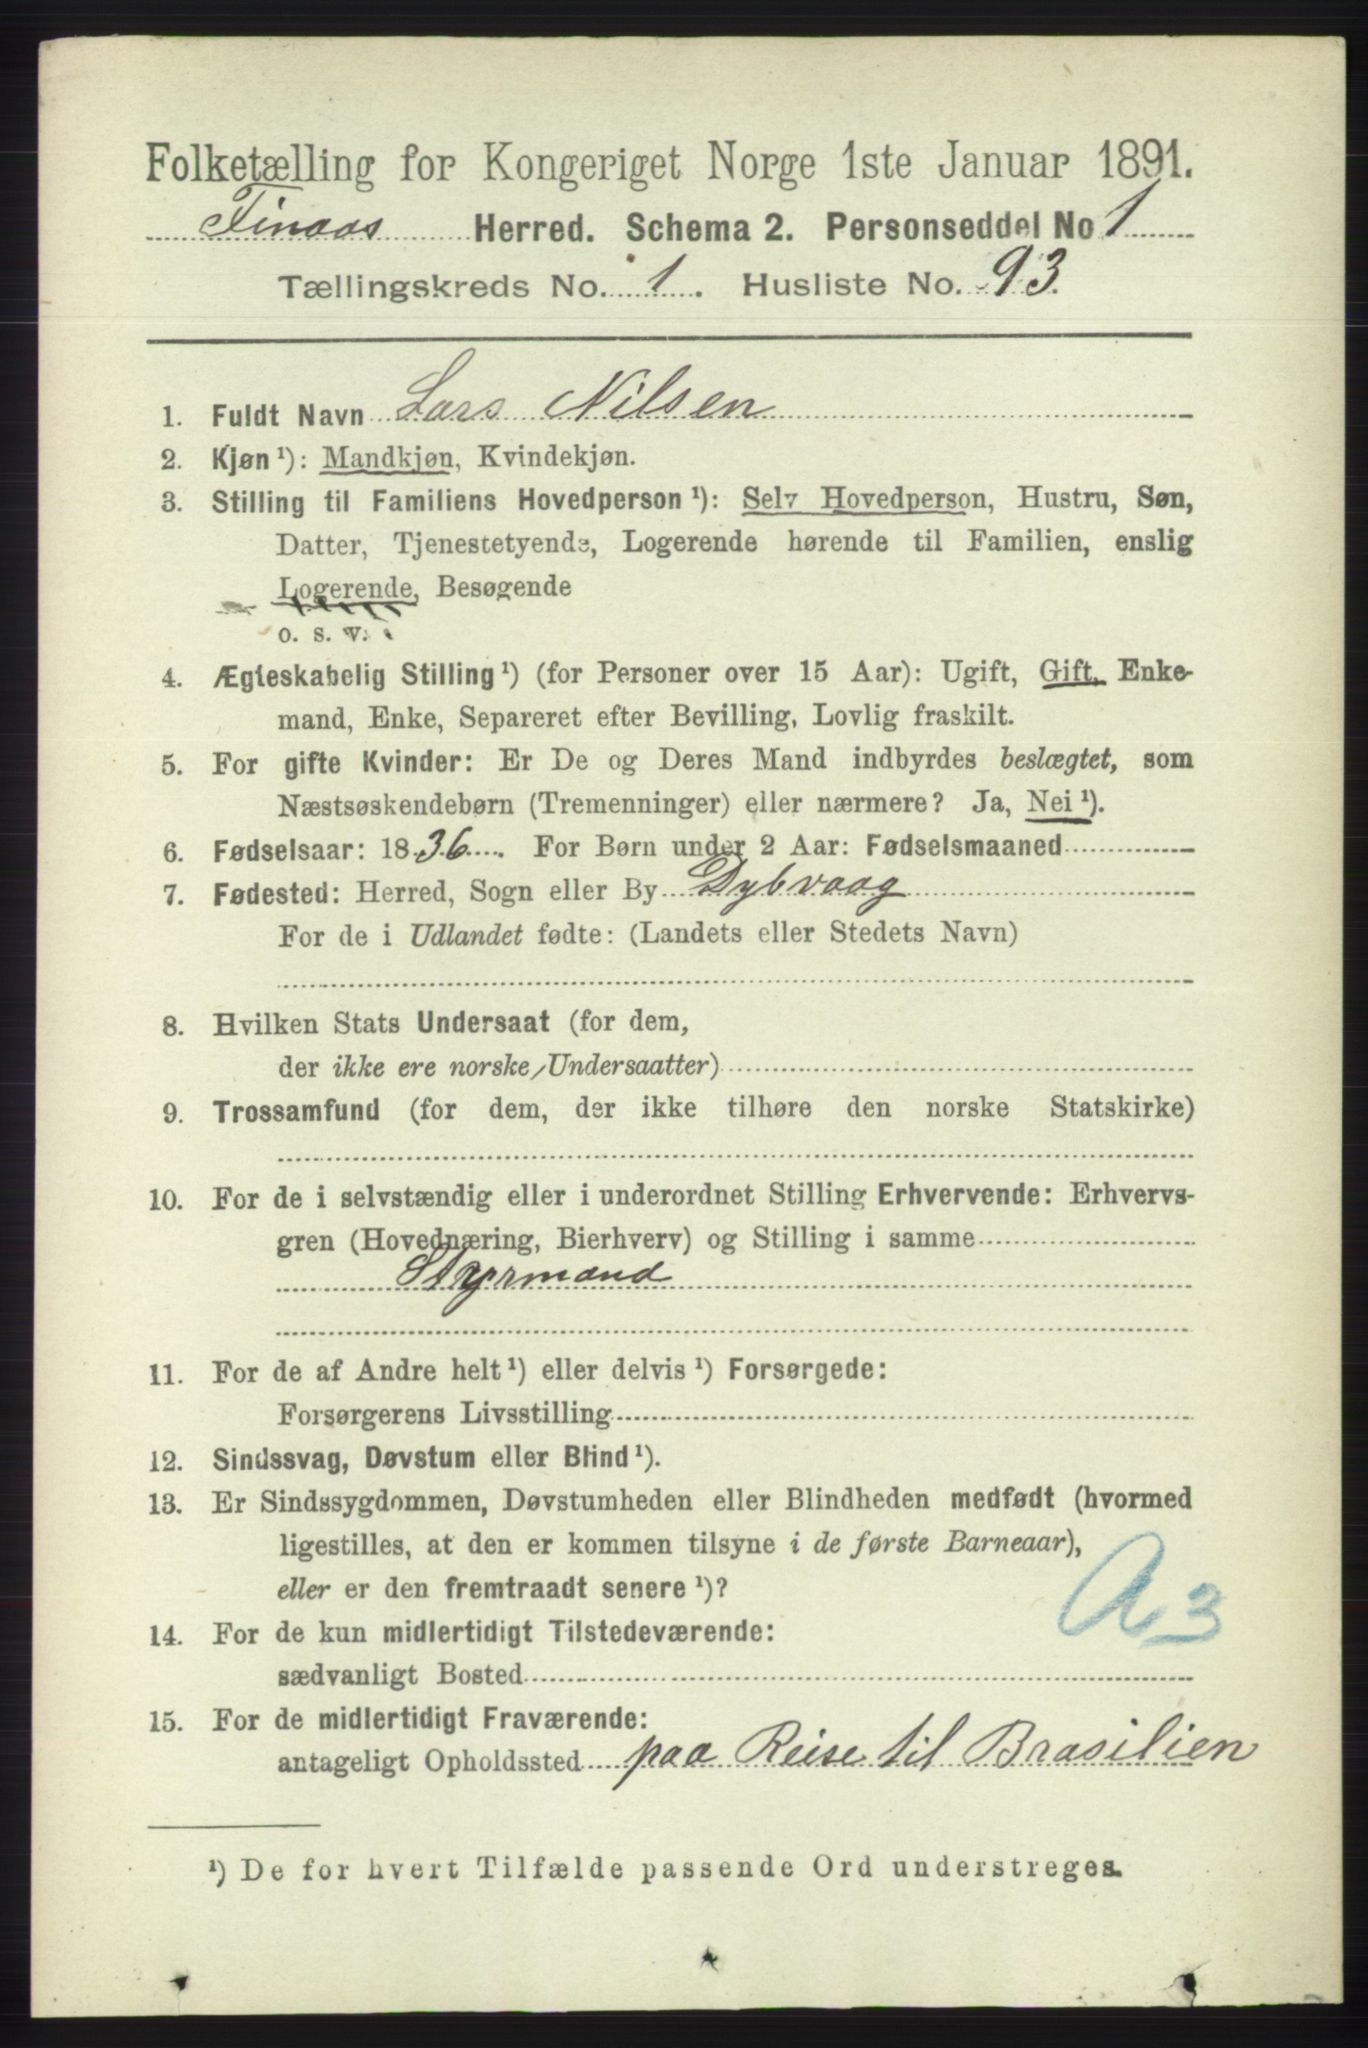 Folketælling for Kongeriget Norge 1ste Januar 1891.
Finaas Herred. Schema 2. Personseddel No 1
Tællingskreds No. 1. Husliste No. 93.
1. Fuldt Navn Lars Nilsen
2. Kjøn ¹): Mandkjøn, Kvindekjøn.
3. Stilling til Familiens Hovedperson ¹): Selv Hovedperson, Hustru, Søn,
Datter, Tjenestetyende, Logerende hørende til Familien, enslig
Logerende, Besøgende
o. s. v.
4. Ægteskabelig Stilling ¹) (for Personer over 15 Aar): Ugift, Gift, Enke-
mand, Enke, Separeret efter Bevilling, Lovlig fraskilt.
5. For gifte Kvinder: Er De og Deres Mand indbyrdes beslægtet, som
Næstsøskendebørn (Tremenninger) eller nærmere? Ja, Nei ¹).
6. Fødselsaar: 1836. For Børn under 2 Aar: Fødselsmaaned
7. Fødested: Herred, Sogn eller By Dybvaag
For de i Udlandet fødte: (Landets eller Stedets Navn)
8. Hvilken Stats Undersaat (for dem,
der ikke ere norske Undersaatter)
9. Trossamfund (for dem, der ikke tilhøre den norske Statskirke)
10. For de i selvstændig eller i underordnet Stilling Erhvervende: Erhvervs-
gren (Hovednæring, Bierhverv) og Stilling i samme
Styrmand
11. For de af Andre helt ¹) eller delvis ¹) Forsørgede:
Forsørgerens Livsstilling
12. Sindssvag, Døvstum eller Blind ¹).
13. Er Sindssygdommen, Døvstumheden eller Blindheden medfødt (hvormed
ligestilles, at den er kommen tilsyne i de første Barneaar),
eller er den fremtraadt senere ¹)?
A3
14. For de kun midlertidigt Tilstedeværende:
sædvanligt Bosted
15. For de midlertidigt Fraværende:
antageligt Opholdssted paa Reise til Brasilien
¹) De for hvert Tilfælde passende Ord understreges.